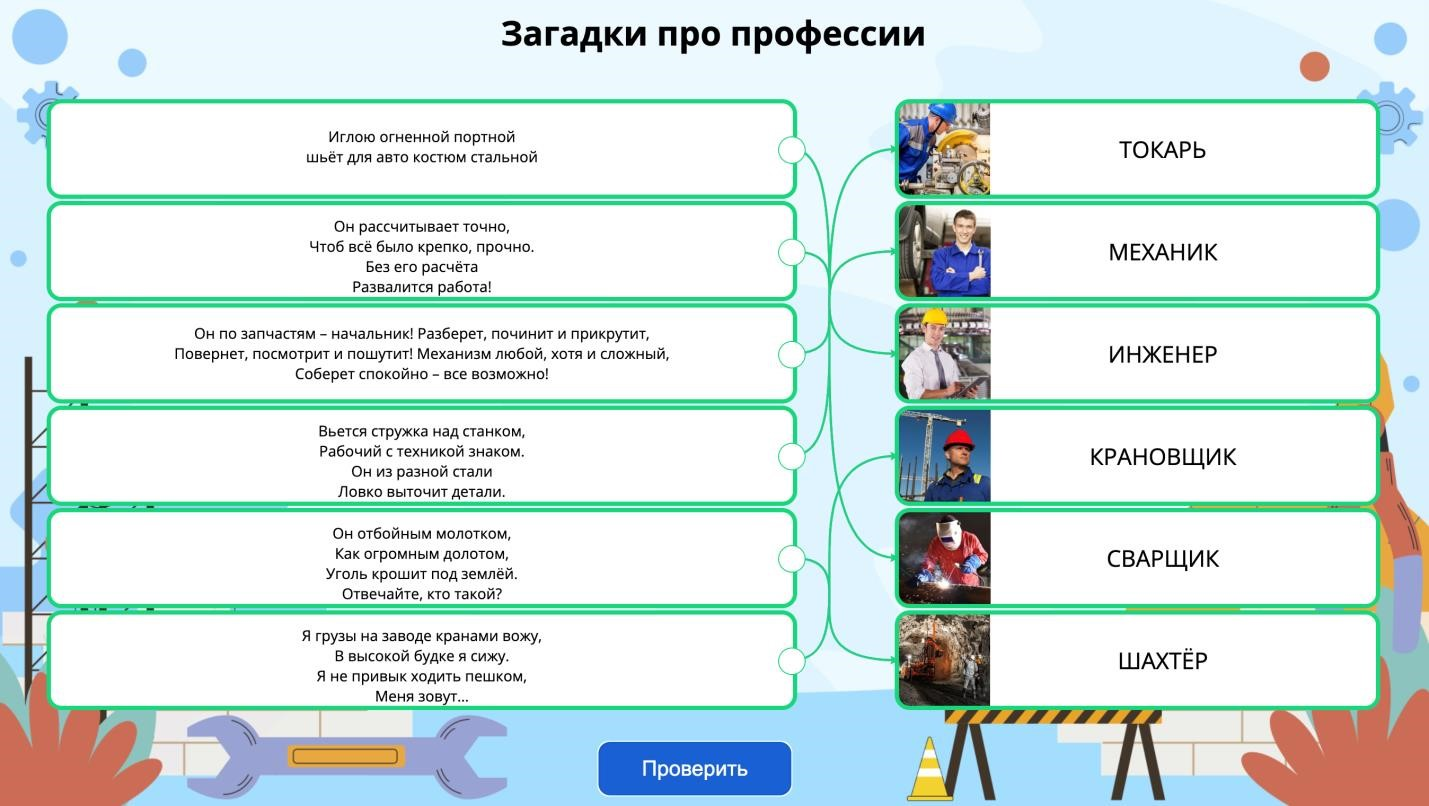 Загадки про профессии
Иглою огненной портной
шьёт для авто костюм стальной
ТОКАРЬ
Он рассчитывает точно,
Чтоб всё было крепко, прочно.
Без его расчёта
Развалится работа!
МЕХАНИК
Он по запчастям – начальник! Разберет, починит и прикрутит,
Повернет, посмотрит и пошутит! Механизм любой, хотя и сложный,
Соберет спокойно – все возможно!
ИНЖЕНЕР
Вьется стружка над станком,
Рабочий с техникой знаком.
Он из разной стали
Ловко выточит детали.
КРАНОВЩИК
Он отбойным молотком,
Как огромным долотом,
Уголь крошит под землёй.
Отвечайте, кто такой?
СВАРЩИК
Я грузы на заводе кранами вожу,
В высокой будке я сижу.
Я не привык ходить пешком,
Меня зовут...
ШАХТЁР
Проверить